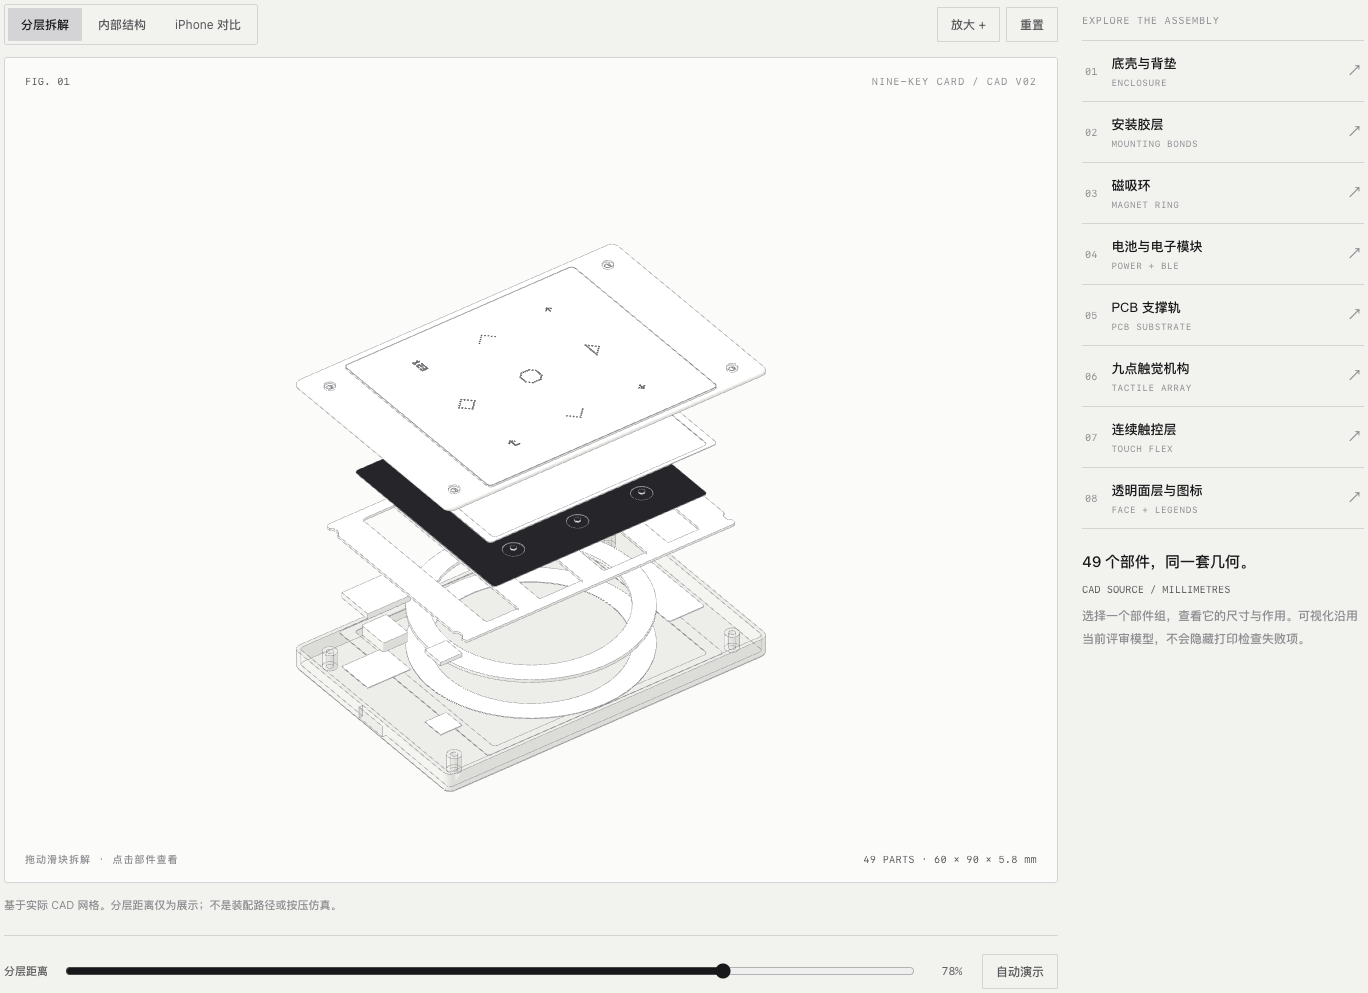 分层拆解 内部结构 iPhone 对比 放大 + 重置
FIG. 01
NINE-KEY CARD / CAD V02
拖动滑块拆解 · 点击部件查看
49 PARTS · 60 × 90 × 5.8 mm
基于实际 CAD 网格。分层距离仅为展示；不是装配路径或按压仿真。
分层距离 78% 自动演示
EXPLORE THE ASSEMBLY
01 底壳与背垫 ↗
ENCLOSURE
02 安装胶层 ↗
MOUNTING BONDS
03 磁吸环 ↗
MAGNET RING
04 电池与电子模块 ↗
POWER + BLE
05 PCB 支撑轨 ↗
PCB SUBSTRATE
06 九点触觉机构 ↗
TACTILE ARRAY
07 连续触控层 ↗
TOUCH FLEX
08 透明面层与图标 ↗
FACE + LEGENDS
49 个部件，同一套几何。
CAD SOURCE / MILLIMETRES
选择一个部件组，查看它的尺寸与作用。可视化沿用
当前评审模型，不会隐藏打印检查失败项。